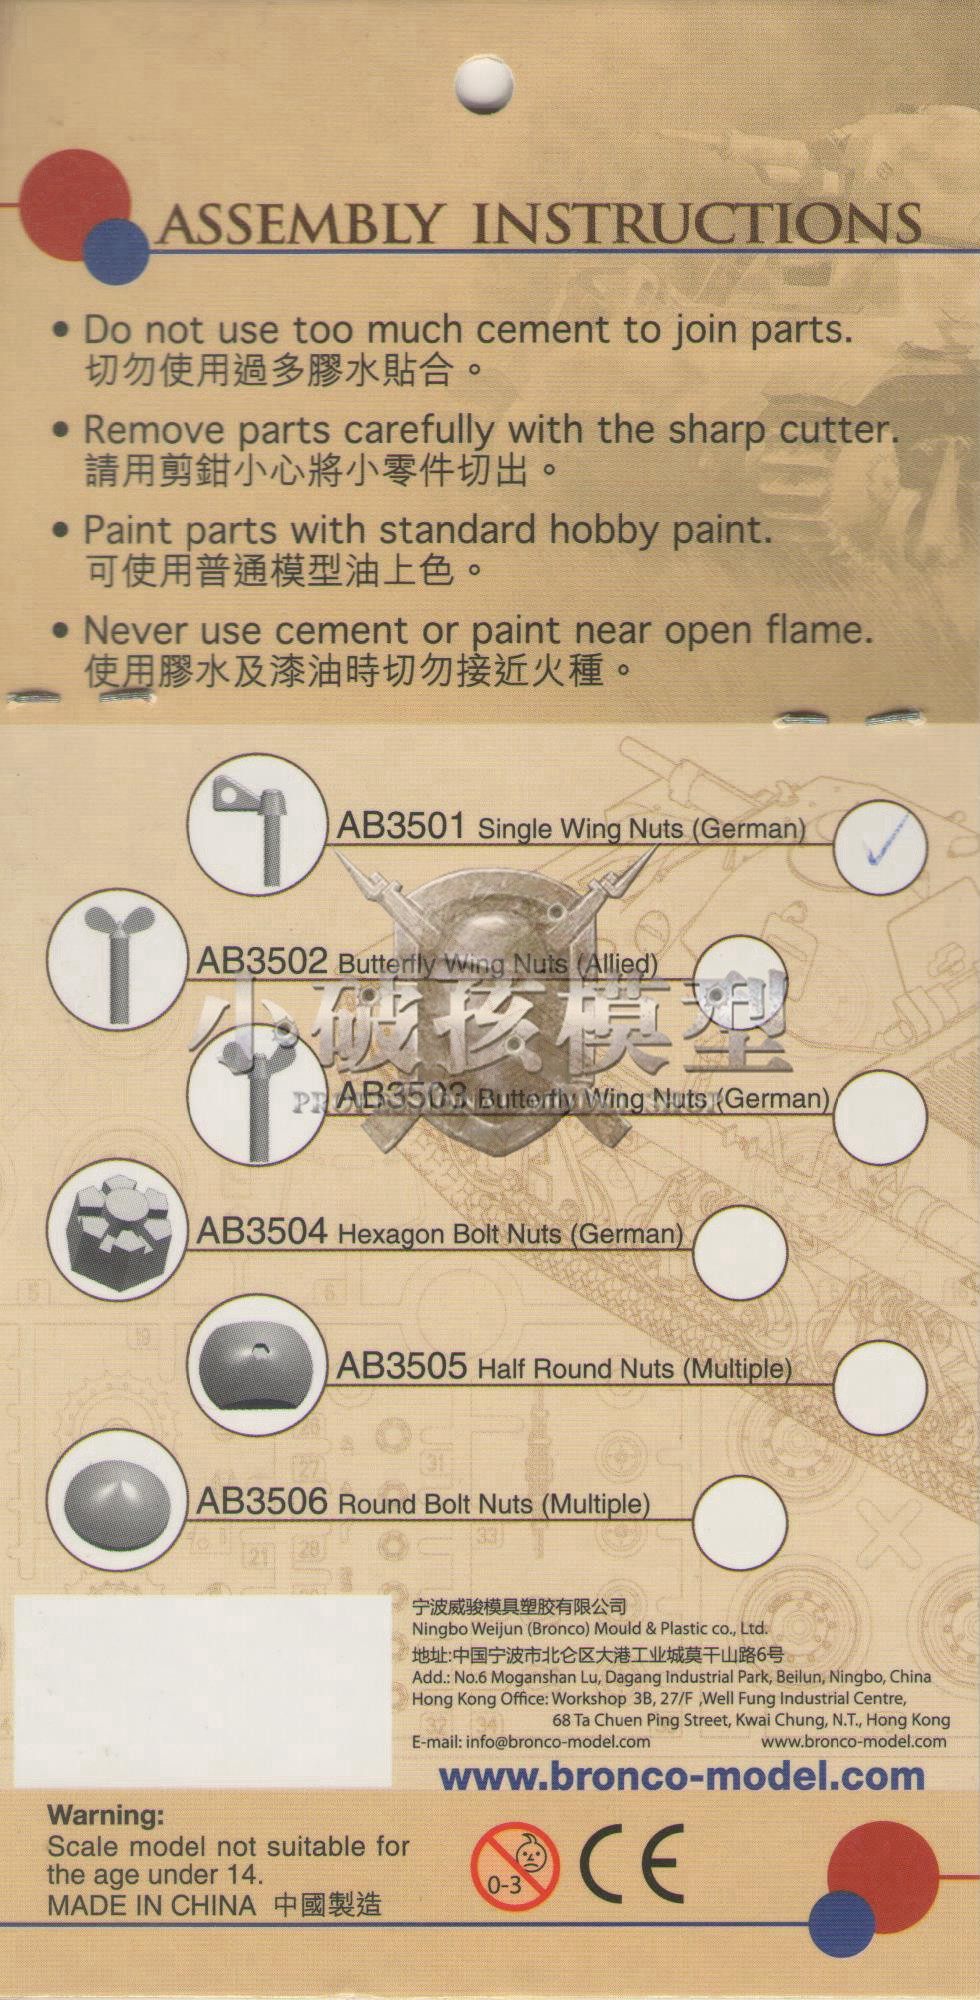 ASSEMBLY INSTRUCTIONS
• Do not use too much cement to join parts.
切勿使用過多膠水貼合。
• Remove parts carefully with the sharp cutter.
請用剪鉗小心將小零件切出。
• Paint parts with standard hobby paint.
可使用普通模型油上色。
• Never use cement or paint near open flame.
使用膠水及漆油時切勿接近火種。
AB3501 Single Wing Nuts (German)
AB3502 Butterfly Wing Nuts (Allied)
小破孩模型
AB3503 Butterfly Wing Nuts (German)
AB3504 Hexagon Bolt Nuts (German)
AB3505 Half Round Nuts (Multiple)
AB3506 Round Bolt Nuts (Multiple)
宁波威骏模具塑胶有限公司
Ningbo Weijun (Bronco) Mould & Plastic co., Ltd.
地址:中国宁波市北仑区大港工业城莫干山路6号
Add.: No.6 Moganshan Lu, Dagang Industrial Park, Beilun, Ningbo, China
Hong Kong Office: Workshop 3B, 27/F ,Well Fung Industrial Centre,
68 Ta Chuen Ping Street, Kwai Chung, N.T., Hong Kong
E-mail: info@bronco-model.com www.bronco-model.com
www.bronco-model.com
Warning:
Scale model not suitable for
the age under 14.
MADE IN CHINA 中國製造
0-3
CE